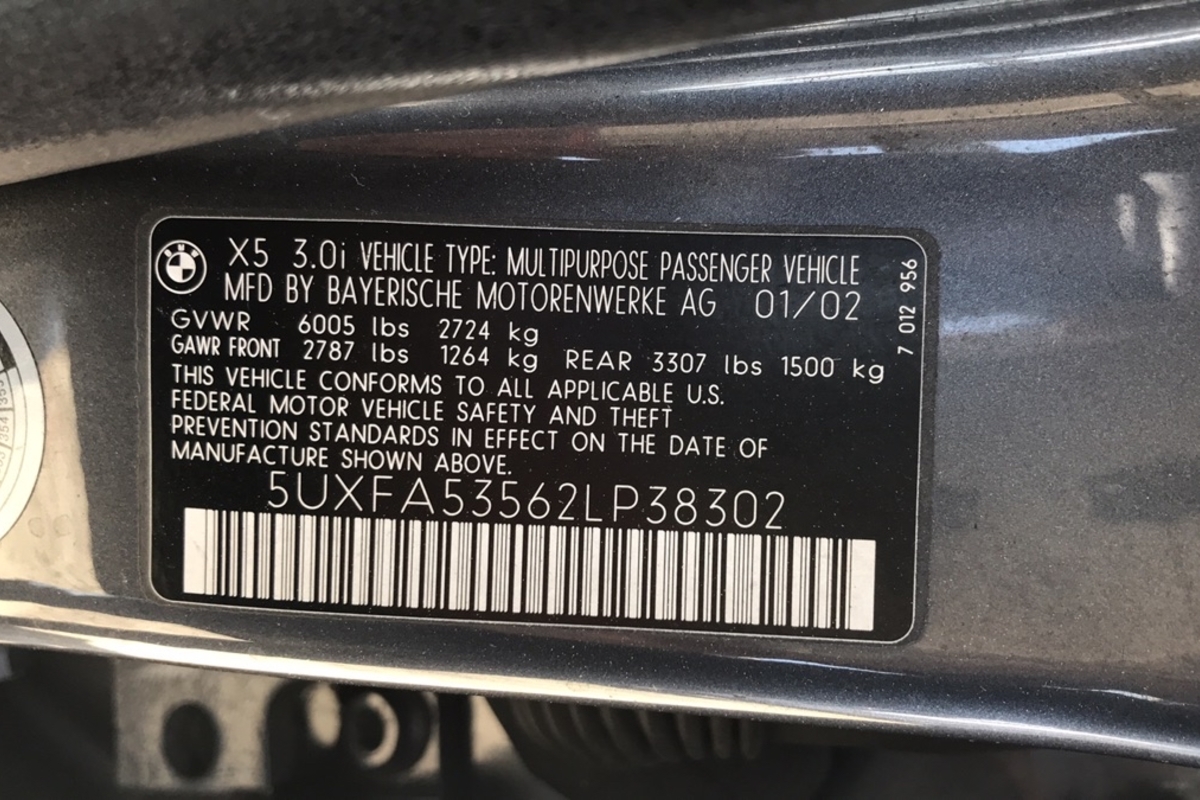 X5 3.0i VEHICLE TYPE: MULTIPURPOSE PASSENGER VEHICLE
MFD BY BAYERISCHE MOTORENWERKE AG 01/02
GVWR 6005 lbs 2724 kg
GAWR FRONT 2787 lbs 1264 kg REAR 3307 lbs 1500 kg
THIS VEHICLE CONFORMS TO ALL APPLICABLE U.S.
FEDERAL MOTOR VEHICLE SAFETY AND THEFT
PREVENTION STANDARDS IN EFFECT ON THE DATE OF
MANUFACTURE SHOWN ABOVE.
5UXFA53562LP38302
7 012 956